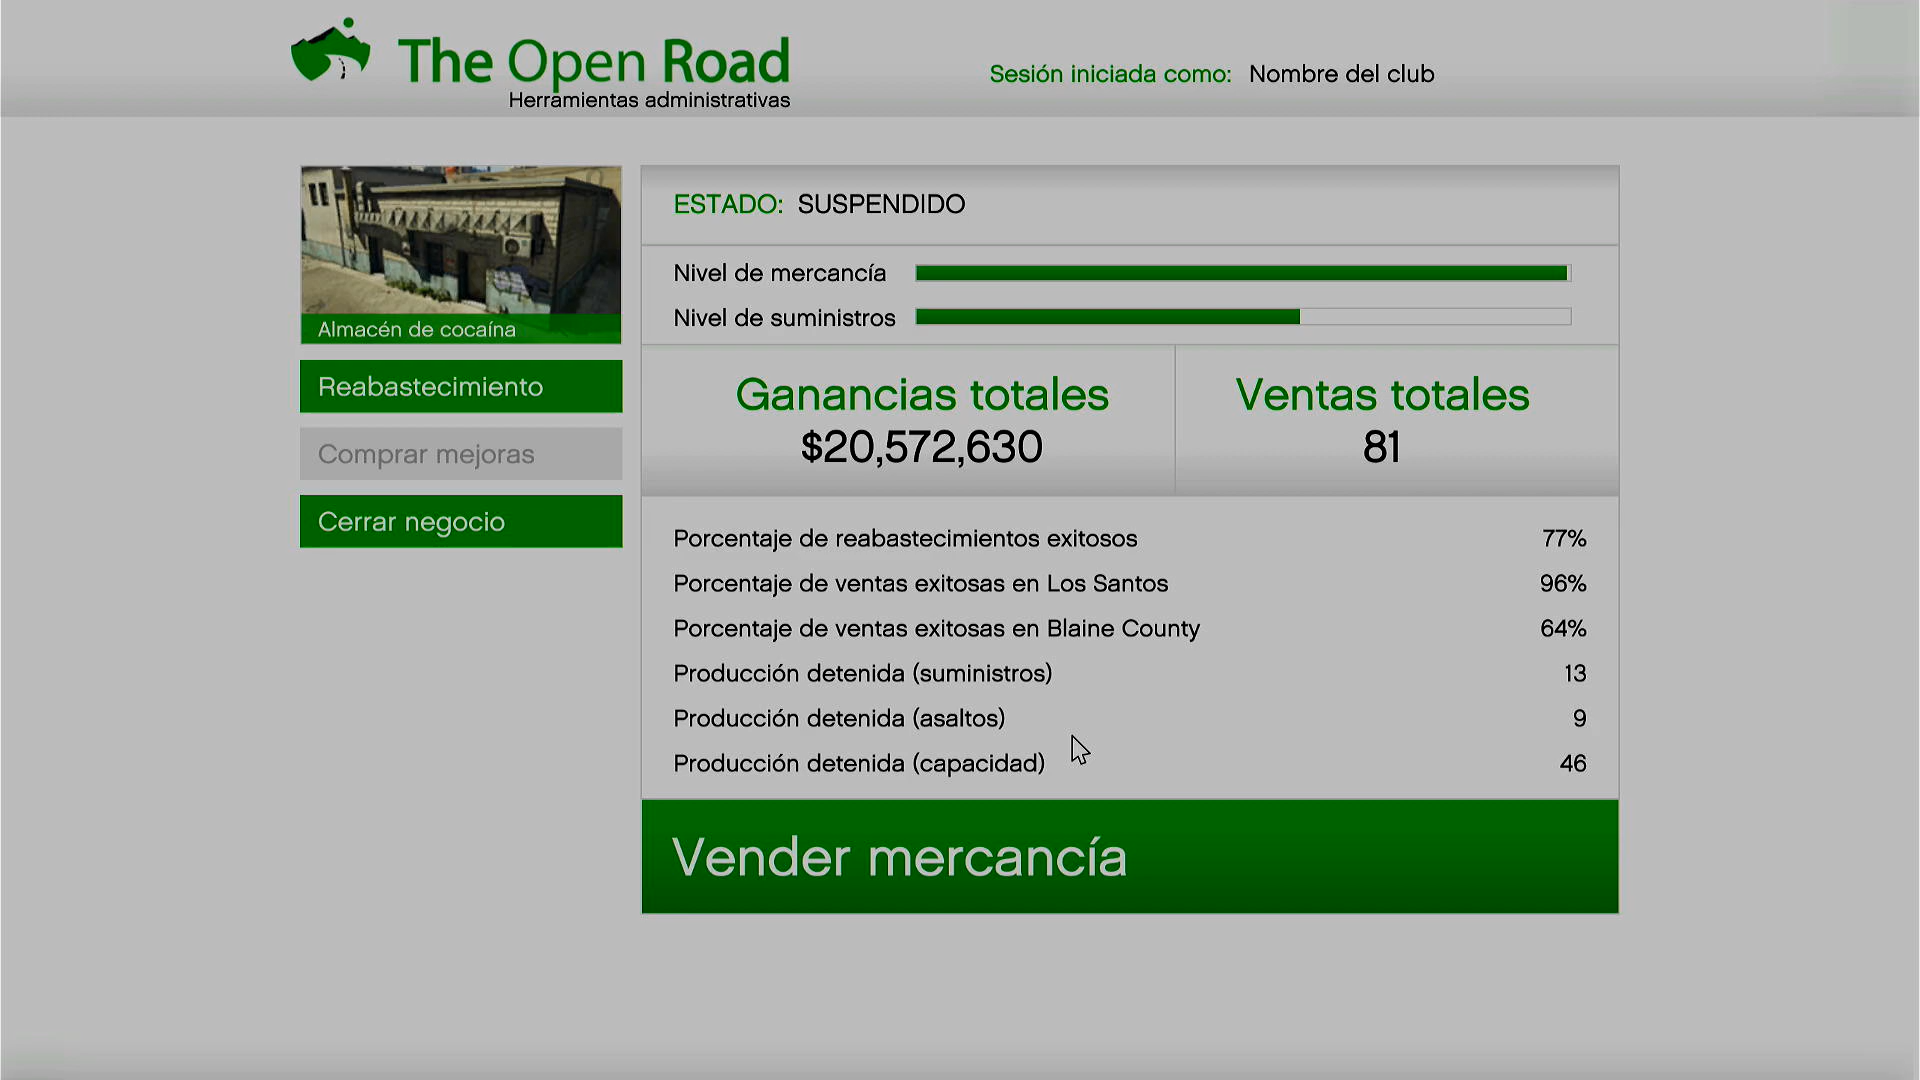 The Open Road
Herramientas administrativas
Sesión iniciada como: Nombre del club
Almacén de cocaína
Reabastecimiento
Comprar mejoras
Cerrar negocio
ESTADO: SUSPENDIDO
Nivel de mercancía
Nivel de suministros
Ganancias totales
$20,572,630
Ventas totales
81
Porcentaje de reabastecimientos exitosos 77%
Porcentaje de ventas exitosas en Los Santos 96%
Porcentaje de ventas exitosas en Blaine County 64%
Producción detenida (suministros) 13
Producción detenida (asaltos) 9
Producción detenida (capacidad) 46
Vender mercancía